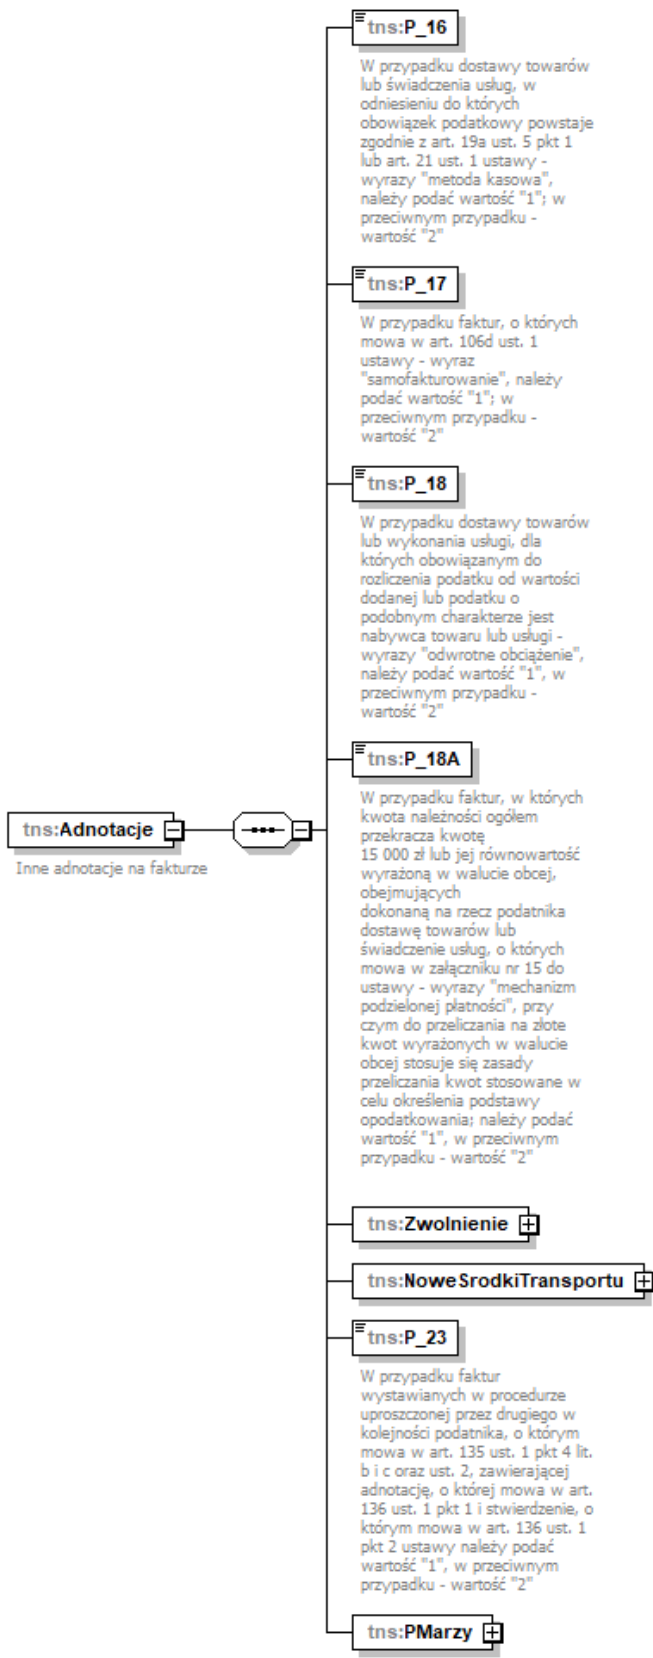 tns:P_16
W przypadku dostawy towarów
lub świadczenia usług, w
odniesieniu do których
obowiązek podatkowy powstaje
zgodnie z art. 19a ust. 5 pkt 1
lub art. 21 ust. 1 ustawy -
wyrazy "metoda kasowa",
należy podać wartość "1"; w
przeciwnym przypadku -
wartość "2"
tns:P_17
W przypadku faktur, o których
mowa w art. 106d ust. 1
ustawy - wyraz
"samofakturowanie", należy
podać wartość "1"; w
przeciwnym przypadku -
wartość "2"
tns:P_18
W przypadku dostawy towarów
lub wykonania usługi, dla
których obowiązanym do
rozliczenia podatku od wartości
dodanej lub podatku o
podobnym charakterze jest
nabywca towaru lub usługi -
wyrazy "odwrotne obciążenie",
należy podać wartość "1", w
przeciwnym przypadku -
wartość "2"
tns:P_18A
W przypadku faktur, w których
kwota należności ogółem
przekracza kwotę
15 000 zł lub jej równowartość
wyrażoną w walucie obcej,
obejmujących
dokonaną na rzecz podatnika
dostawę towarów lub
świadczenie usług, o których
mowa w załączniku nr 15 do
ustawy - wyrazy "mechanizm
podzielonej płatności", przy
czym do przeliczania na złote
kwot wyrażonych w walucie
obcej stosuje się zasady
przeliczania kwot stosowane w
celu określenia podstawy
opodatkowania; należy podać
wartość "1", w przeciwnym
przypadku - wartość "2"
tns:Adnotacje
Inne adnotacje na fakturze
tns:Zwolnienie
tns:NoweSrodkiTransportu
tns:P_23
W przypadku faktur
wystawianych w procedurze
uproszczonej przez drugiego w
kolejności podatnika, o którym
mowa w art. 135 ust. 1 pkt 4 lit.
b i c oraz ust. 2, zawierającej
adnotację, o której mowa w art.
136 ust. 1 pkt 1 i stwierdzenie, o
którym mowa w art. 136 ust. 1
pkt 2 ustawy należy podać
wartość "1", w przeciwnym
przypadku - wartość "2"
tns:PMarzy